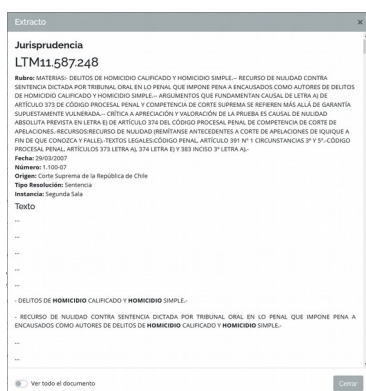 Extracto
×
Jurisprudencia
LTM11.587.248
Rubro: MATERIAS:- DELITOS DE HOMICIDIO CALIFICADO Y HOMICIDIO SIMPLE.-- RECURSO DE NULIDAD CONTRA
SENTENCIA DICTADA POR TRIBUNAL ORAL EN LO PENAL QUE IMPONE PENA A ENCAUSADOS COMO AUTORES DE DELITOS
DE HOMICIDIO CALIFICADO Y HOMICIDIO SIMPLE.-- ARGUMENTOS QUE FUNDAMENTAN CAUSAL DE LETRA A) DE
ARTÍCULO 373 DE CÓDIGO PROCESAL PENAL Y COMPETENCIA DE CORTE SUPREMA SE REFIEREN MÁS ALLÁ DE GARANTÍA
SUPUESTAMENTE VULNERADA.-- CRÍTICA A APRECIACIÓN Y VALORACIÓN DE LA PRUEBA ES CAUSAL DE NULIDAD
ABSOLUTA PREVISTA EN LETRA E) DE ARTÍCULO 374 DEL CÓDIGO PROCESAL PENAL DE COMPETENCIA DE CORTE DE
APELACIONES.-RECURSOS:RECURSO DE NULIDAD (REMÍTANSE ANTECEDENTES A CORTE DE APELACIONES DE IQUIQUE A
FIN DE QUE CONOZCA Y FALLE).-TEXTOS LEGALES:CÓDIGO PENAL, ARTÍCULO 391 Nº 1 CIRCUNSTANCIAS 3ª Y 5ª.-CÓDIGO
PROCESAL PENAL, ARTÍCULOS 373 LETRA A), 374 LETRA E) Y 383 INCISO 3º LETRA A).-
Fecha: 29/03/2007
Número: 1.100-07
Origen: Corte Suprema de la República de Chile
Tipo Resolución: Sentencia
Instancia: Segunda Sala
Texto
...
...
...
...
...
- DELITOS DE HOMICIDIO CALIFICADO Y HOMICIDIO SIMPLE.-
- RECURSO DE NULIDAD CONTRA SENTENCIA DICTADA POR TRIBUNAL ORAL EN LO PENAL QUE IMPONE PENA A
ENCAUSADOS COMO AUTORES DE DELITOS DE HOMICIDIO CALIFICADO Y HOMICIDIO SIMPLE.-
...
...
Ver todo el documento
Cerrar